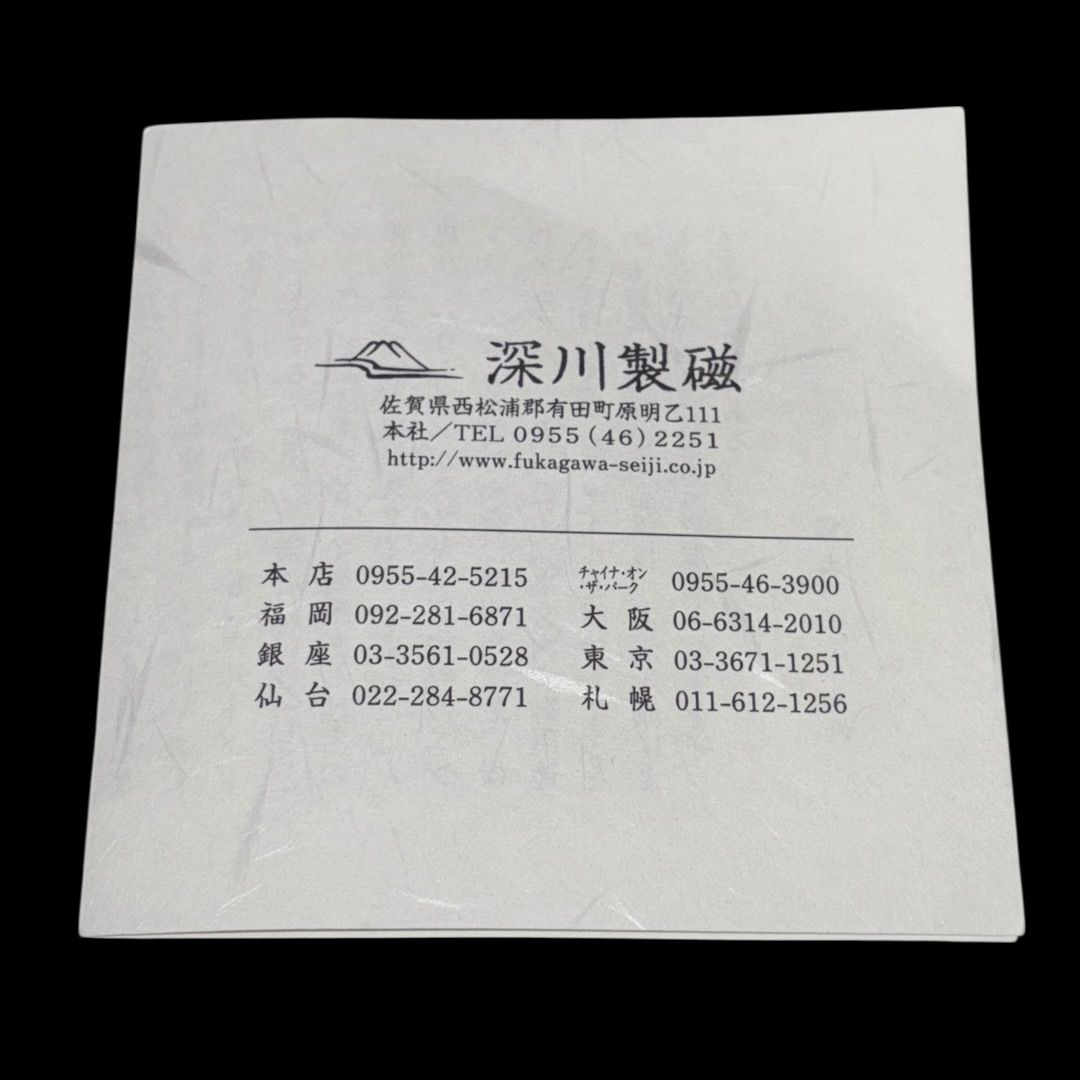 深川製磁
佐賀県西松浦郡有田町原明乙111
本社／TEL 0955(46)2251
http://www.fukagawa-seiji.co.jp
本店 0955-42-5215
福岡 092-281-6871
銀座 03-3561-0528
仙台 022-284-8771
チャイナ・オン
・ザ・パーク 0955-46-3900
大阪 06-6314-2010
東京 03-3671-1251
札幌 011-612-1256